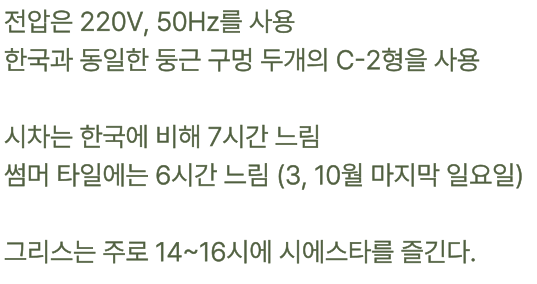 전압은 220V, 50Hz를 사용
한국과 동일한 둥근 구멍 두개의 C-2형을 사용
시차는 한국에 비해 7시간 느림
썸머 타일에는 6시간 느림 (3, 10월 마지막 일요일)
그리스는 주로 14~16시에 시에스타를 즐긴다.